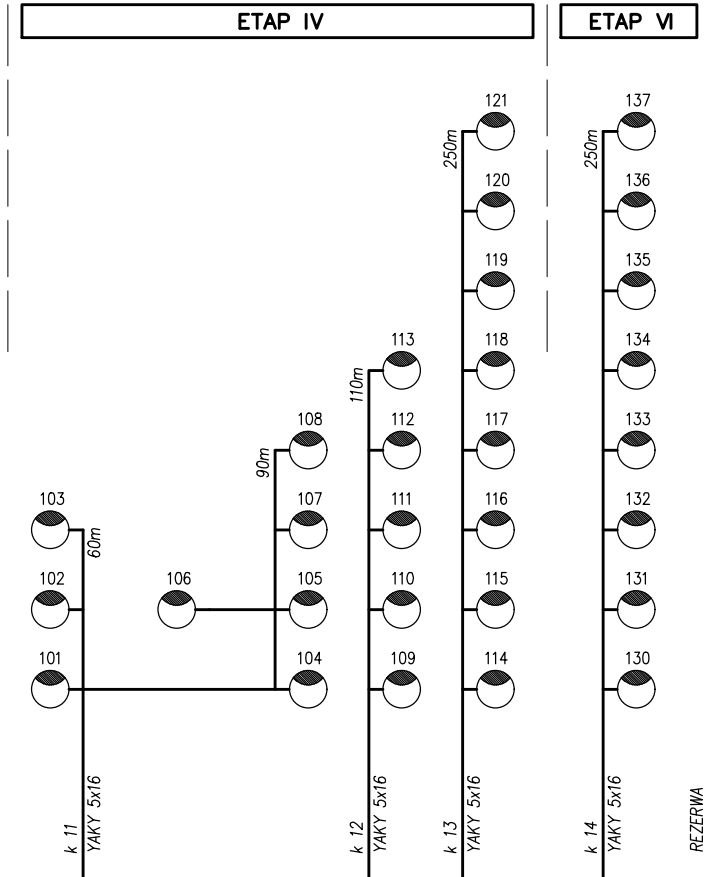 ETAP IV
ETAP VI
121
137
250m
250m
120
136
119
135
113
118
134
110m
108
112
117
133
90m
103
107
111
116
132
60m
102
106
105
110
115
131
101
104
109
114
130
k 11
YAKY 5x16
k 12
YAKY 5x16
k 13
YAKY 5x16
k 14
YAKY 5x16
REZERWA